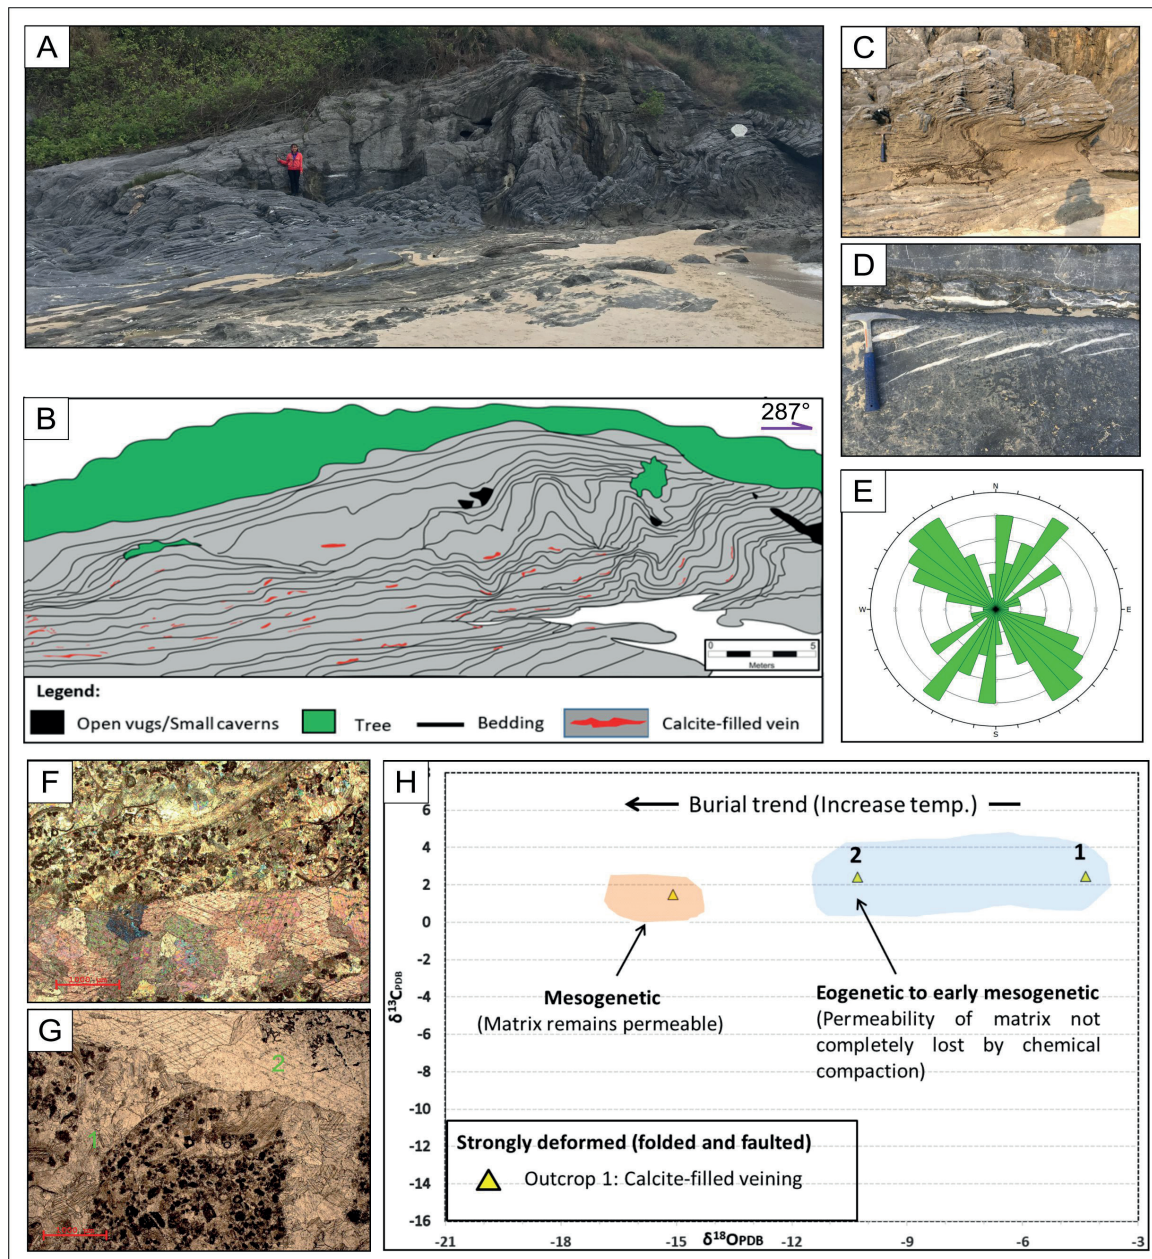 A
B
287°
0 5
Meters
Legend:
Open vugs/Small caverns
Tree
Bedding
Calcite-filled vein
C
D
E
N
W
E
S
F
G
1
2
H
Burial trend (Increase temp.)
6
4
2
0
-2
-4
-6
-8
-10
-12
-14
-16
δ¹³CPDB
2
1
Mesogenetic
(Matrix remains permeable)
Eogenetic to early mesogenetic
(Permeability of matrix not
completely lost by chemical
compaction)
Strongly deformed (folded and faulted)
Outcrop 1: Calcite-filled veining
-21 -18 -15 -12 -9 -6 -3
δ¹⁸OPDB